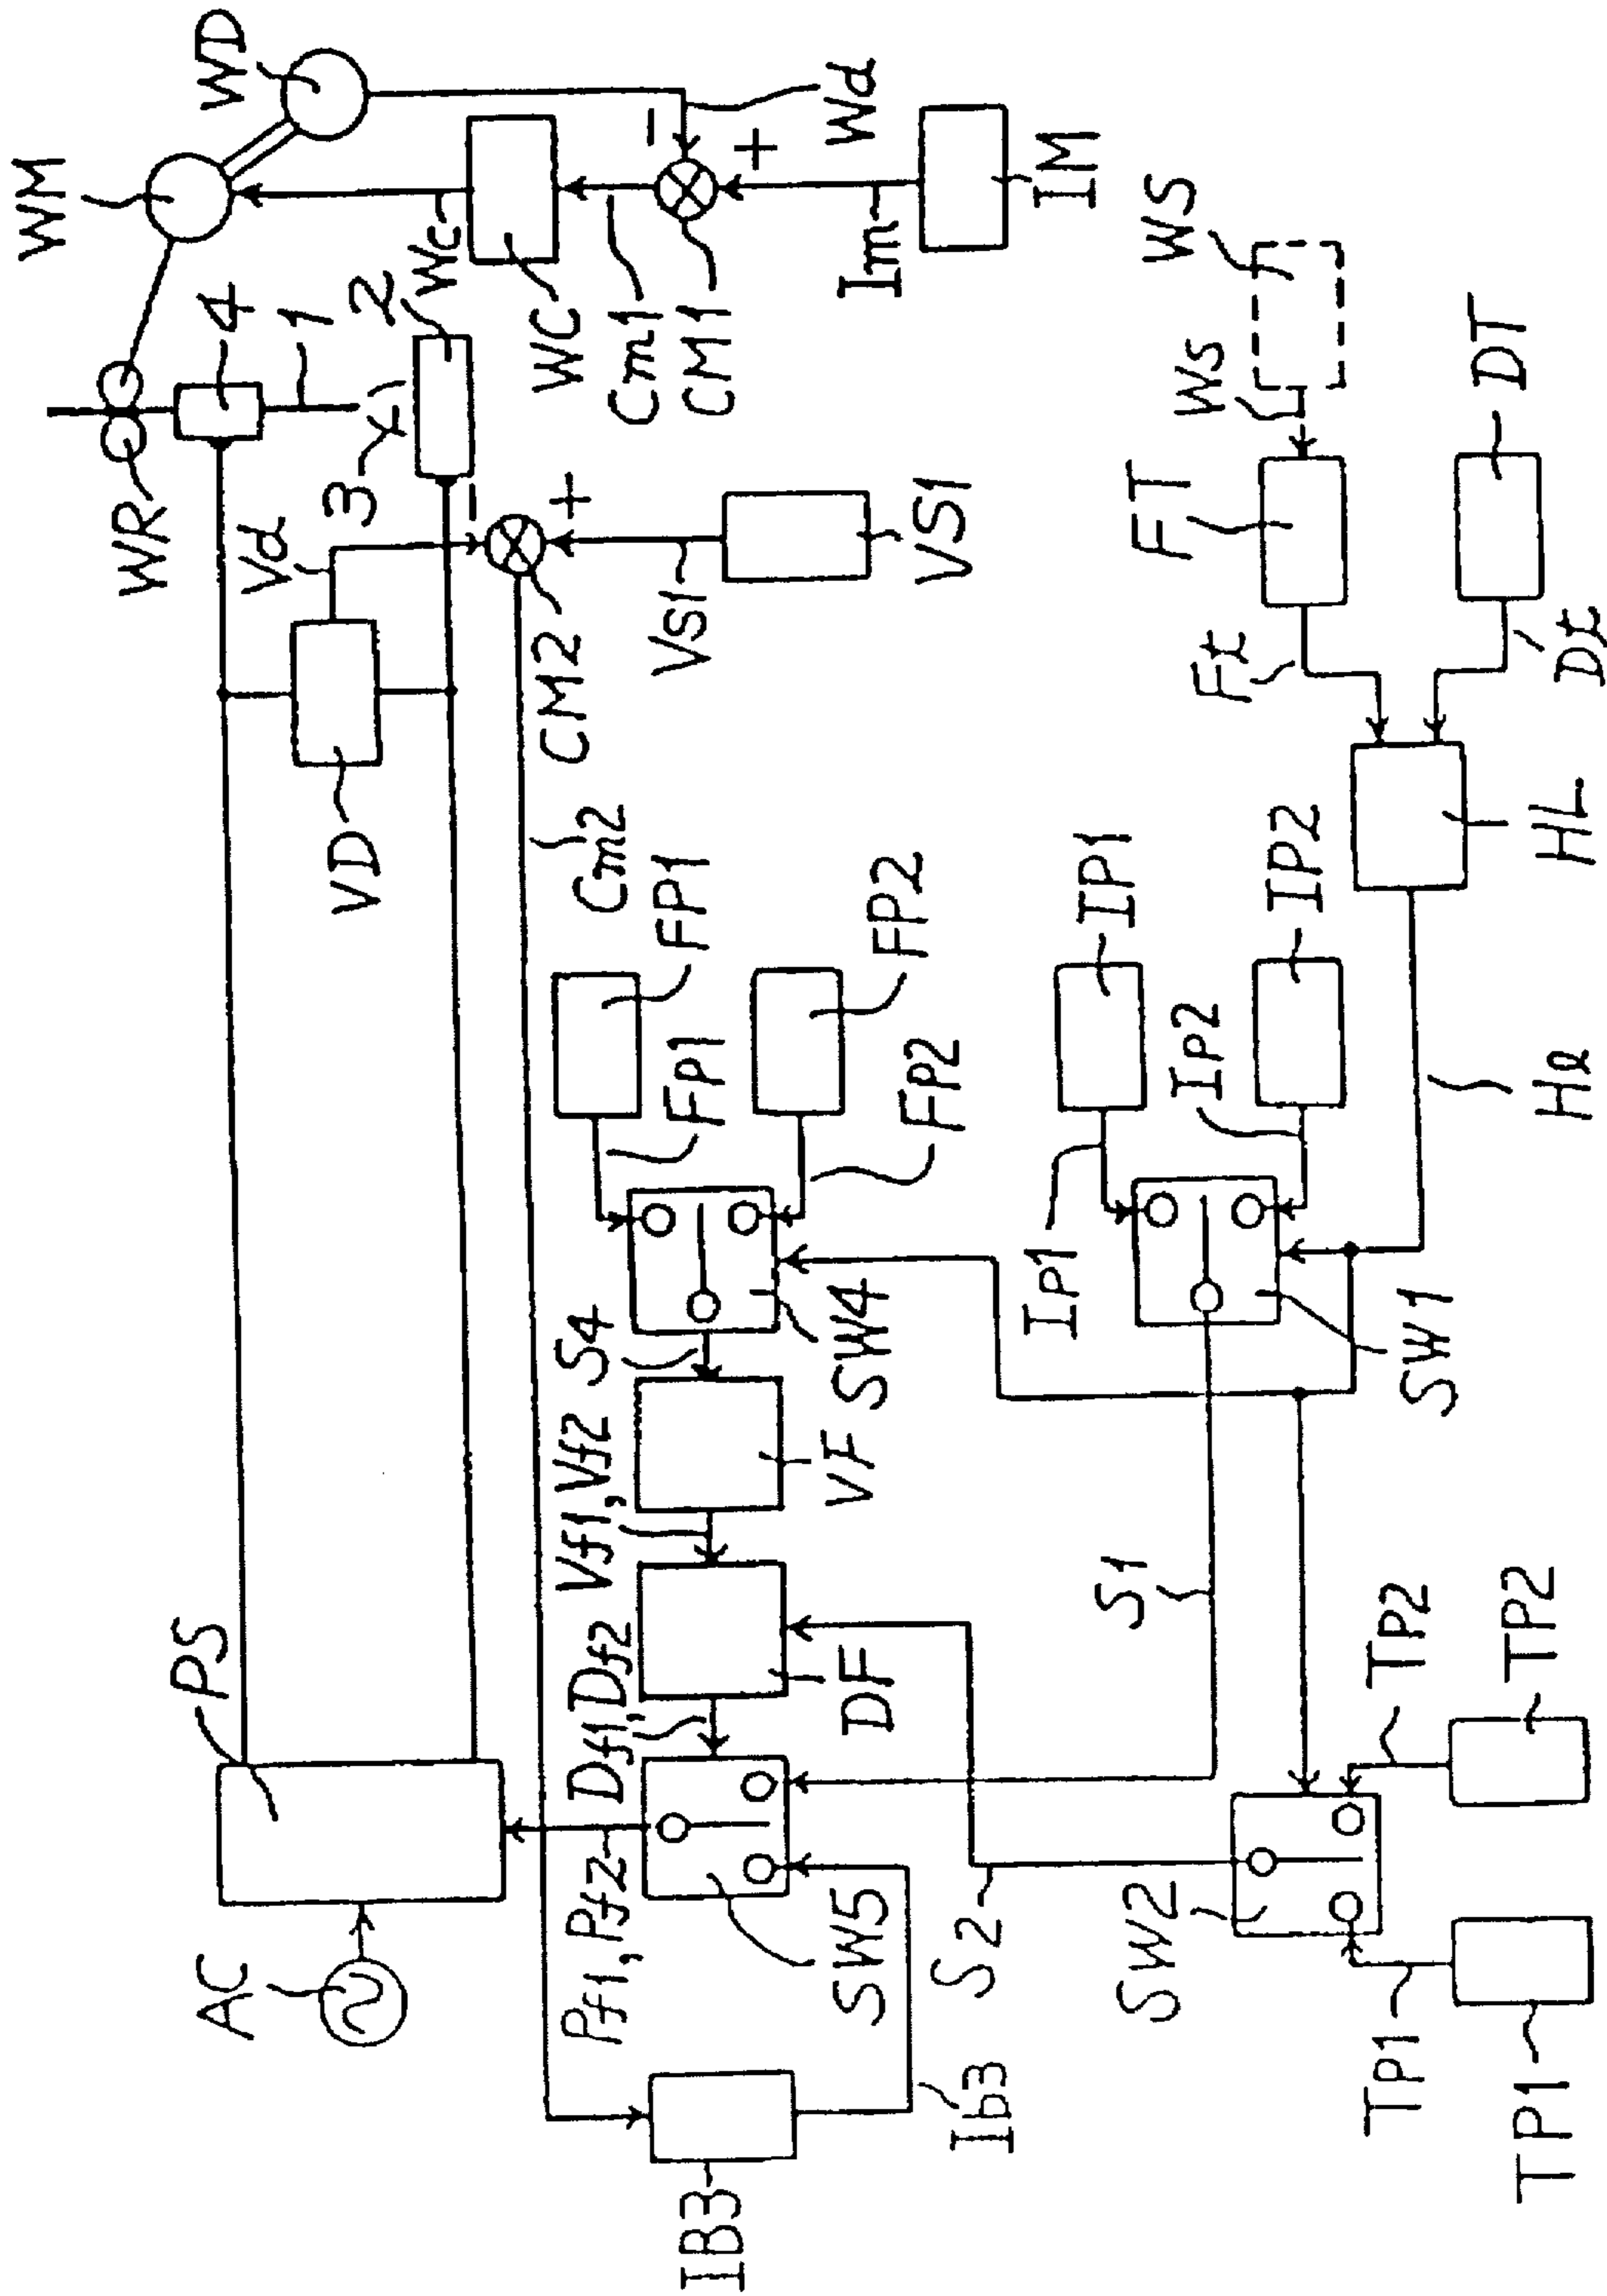 AC
PS
VD
Vd
WR
4
1
3
2
WM
WD
Wc
WC
Cm1
CM1
Wd
-
+
Im
IM
-
+
CM2
Cm2
Vs1
VS1
IB3
Ib3
Pf1, Pf2
SW5
Df1, Df2
DF
Vf1, Vf2
VF
S4
SW4
Fp1
FP1
Fp2
FP2
S2
SW2
S1
Tp1
TP1
Tp2
TP2
SW1
Ip1
IP1
Ip2
IP2
Hl
HL
Ft
FT
Dt
DT
Ws
WS